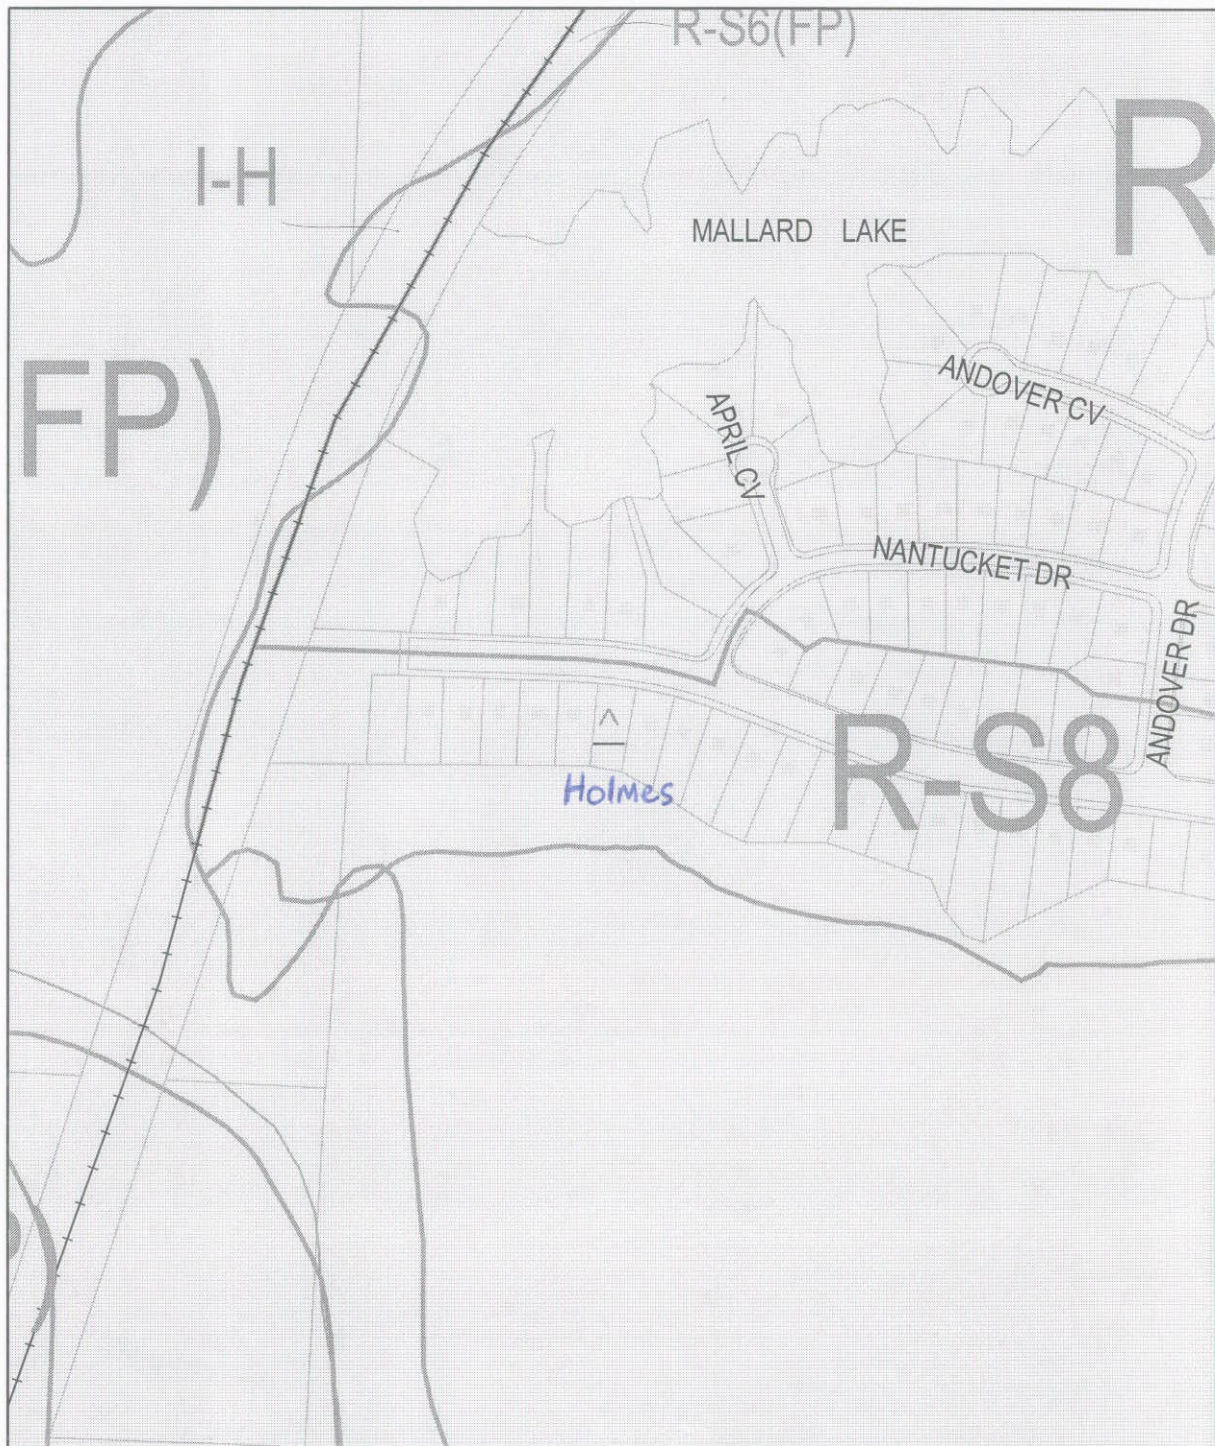 R-S6(FP)
I-H
R
MALLARD LAKE
FP)
ANDOVER CV
APRIL CV
NANTUCKET DR
ANDOVER DR
R-S8
Holmes